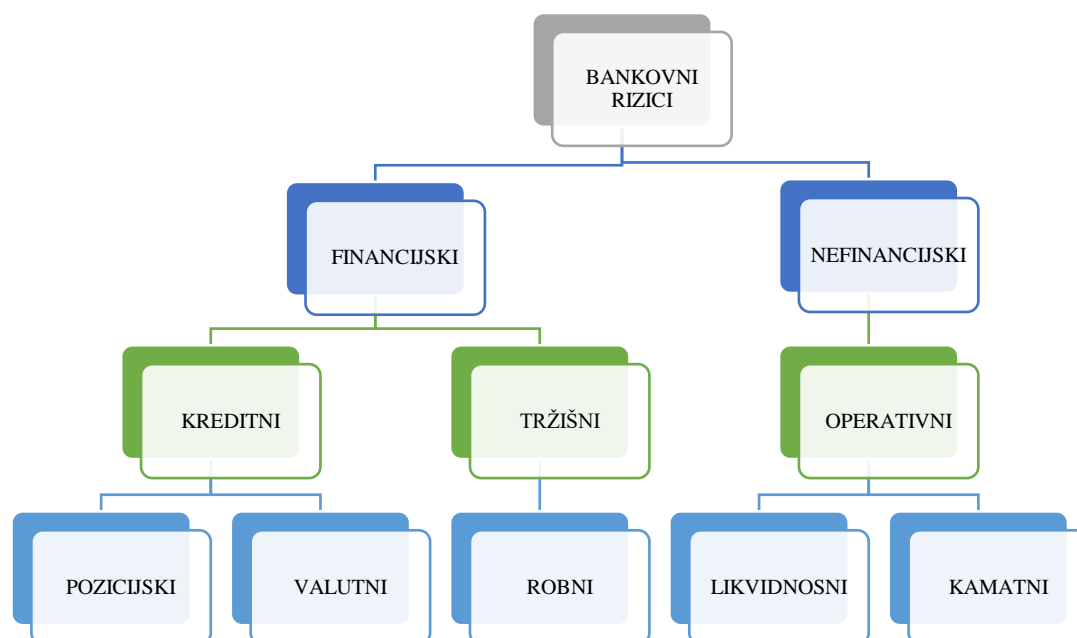 BANKOVNI
RIZICI
FINANCIJSKI
NEFINANCIJSKI
KREDITNI
TRŽIŠNI
OPERATIVNI
POZICIJSKI
VALUTNI
ROBNI
LIKVIDNOSNI
KAMATNI